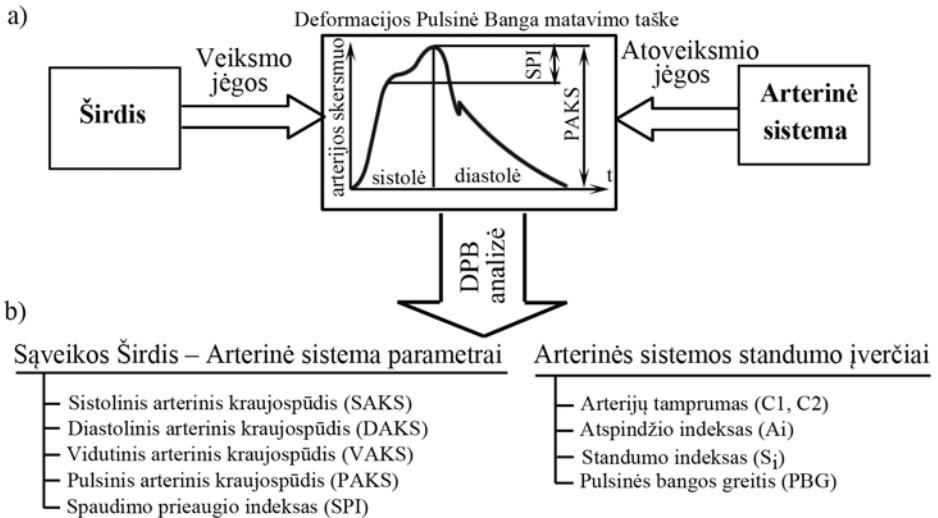 a)
Deformacijos Pulsinė Banga matavimo taške
Širdis
Veiksmo
jėgos
arterijos skersmuo
sistolė
diastolė
t
SPI
PAKS
Atoveiksmio
jėgos
Arterinė
sistema
DPB
analizė
b)
Sąveikos Širdis – Arterinė sistema parametrai
Sistolinis arterinis kraujospūdis (SAKS)
Diastolinis arterinis kraujospūdis (DAKS)
Vidutinis arterinis kraujospūdis (VAKS)
Pulsinis arterinis kraujospūdis (PAKS)
Spaudimo prieaugio indeksas (SPI)
Arterinės sistemos standumo įverčiai
Arterijų tamprumas (C1, C2)
Atspindžio indeksas (Ai)
Standumo indeksas (Si)
Pulsinės bangos greitis (PBG)